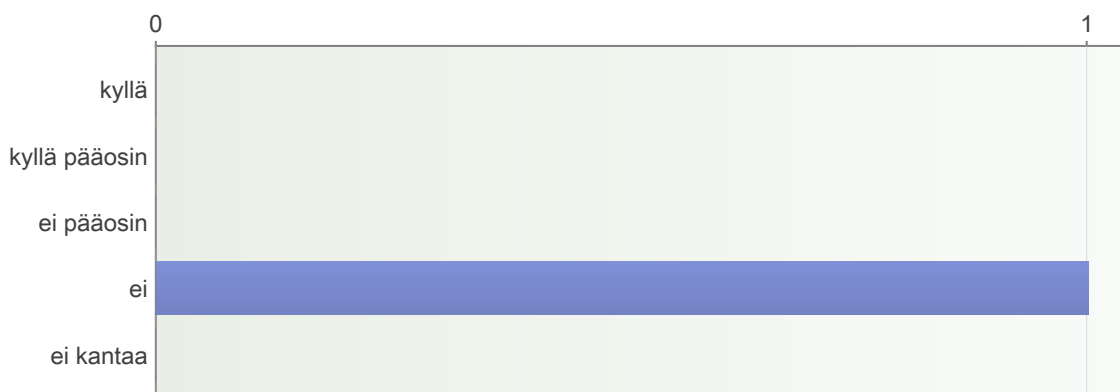 0 1
kyllä
kyllä pääosin
ei pääosin
ei
ei kantaa